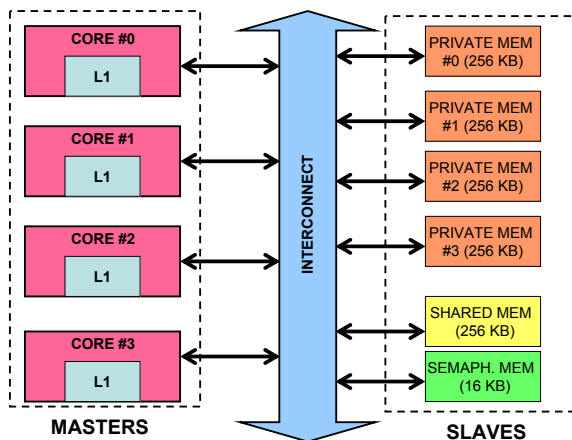 CORE #0
L1
CORE #1
L1
CORE #2
L1
CORE #3
L1
MASTERS
INTERCONNECT
PRIVATE MEM
#0 (256 KB)
PRIVATE MEM
#1 (256 KB)
PRIVATE MEM
#2 (256 KB)
PRIVATE MEM
#3 (256 KB)
SHARED MEM
(256 KB)
SEMAPH. MEM
(16 KB)
SLAVES